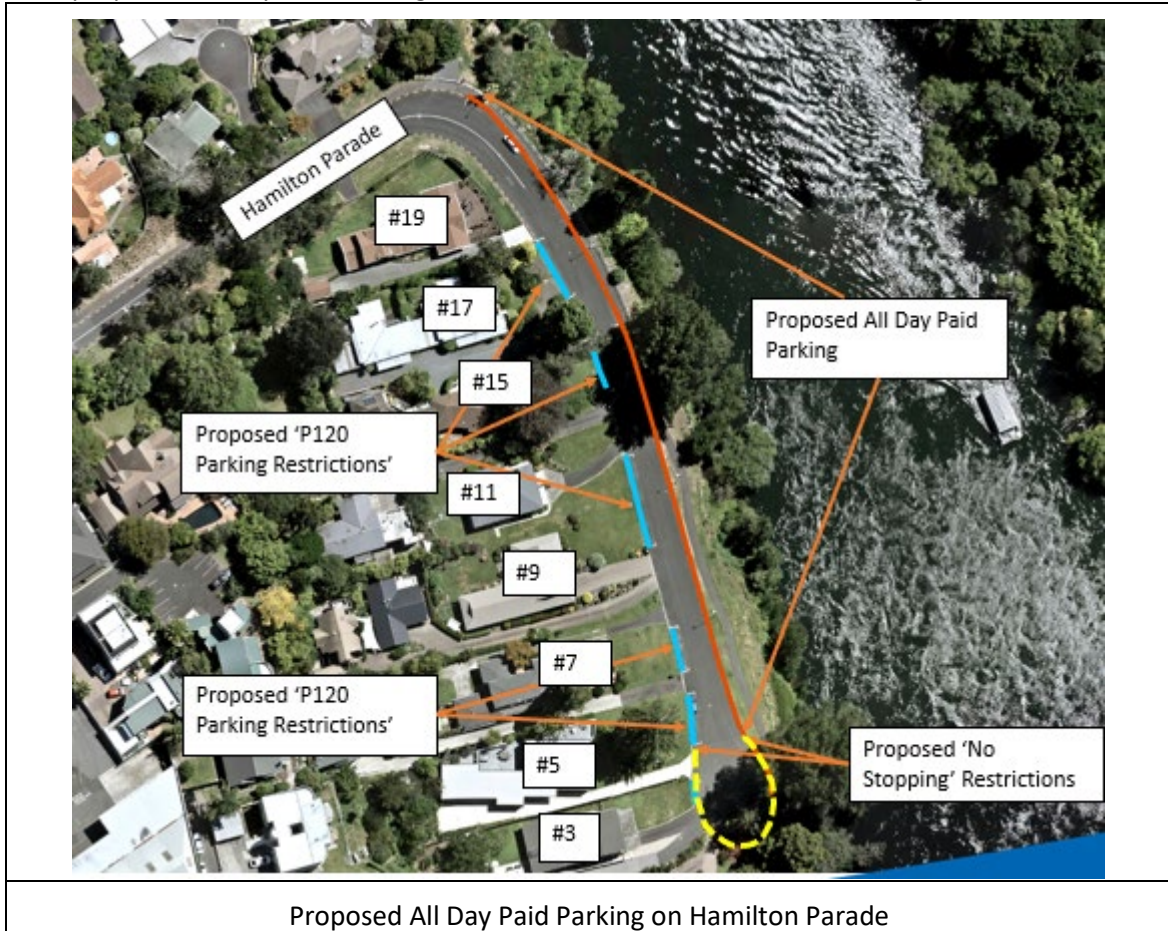 Hamilton Parade
#19
#17
#15
Proposed All Day Paid
Parking
Proposed ‘P120
Parking Restrictions’
#11
#9
#7
Proposed ‘P120
Parking Restrictions’
#5
#3
Proposed ‘No
Stopping’ Restrictions
Proposed All Day Paid Parking on Hamilton Parade